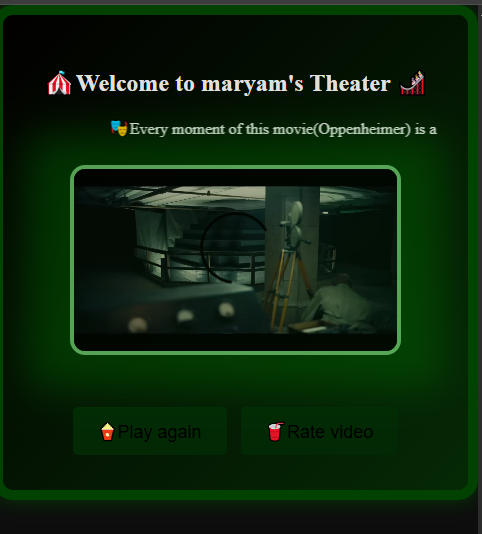 🎪Welcome to maryam's Theater 🎢
🎭Every moment of this movie(Oppenheimer) is a
🍿Play again
🥤Rate video